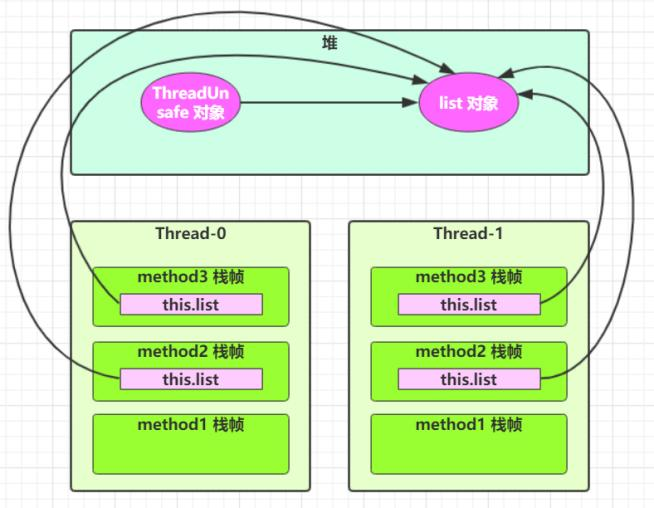 堆
ThreadUn
safe 对象
list 对象
Thread-0
method3 栈帧
this.list
method2 栈帧
this.list
method1 栈帧
Thread-1
method3 栈帧
this.list
method2 栈帧
this.list
method1 栈帧